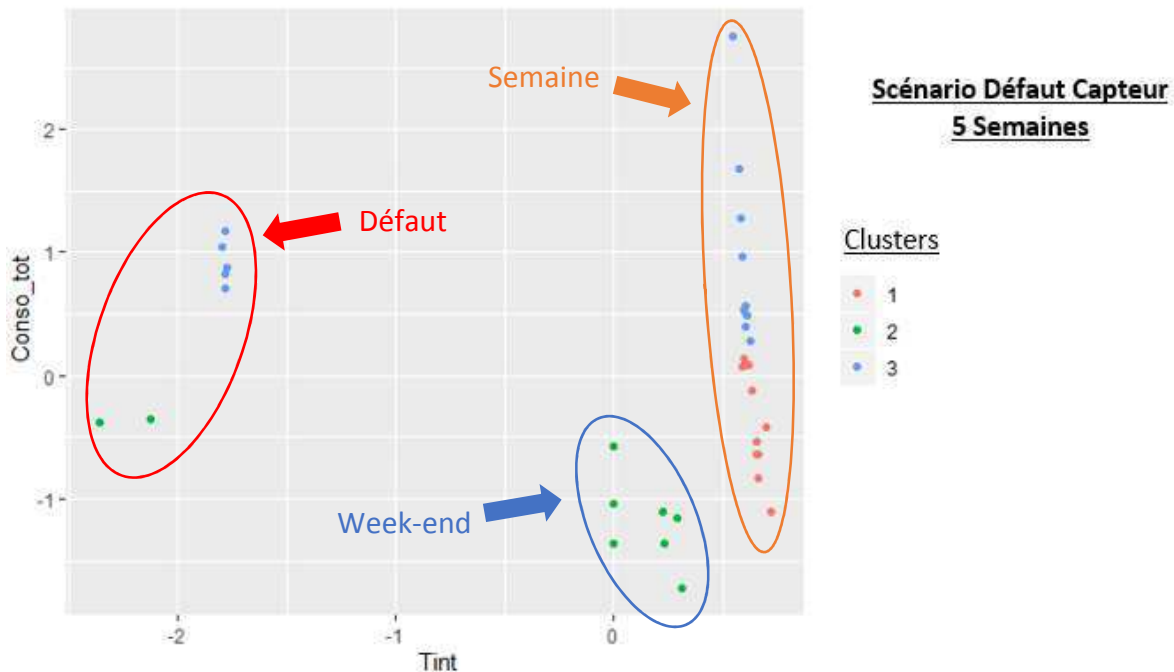 Semaine
Scénario Défaut Capteur
5 Semaines
2
Défaut
1
Clusters
Conso_tot
1
2
0
3
-1
Week-end
-2
-1
0
Tint